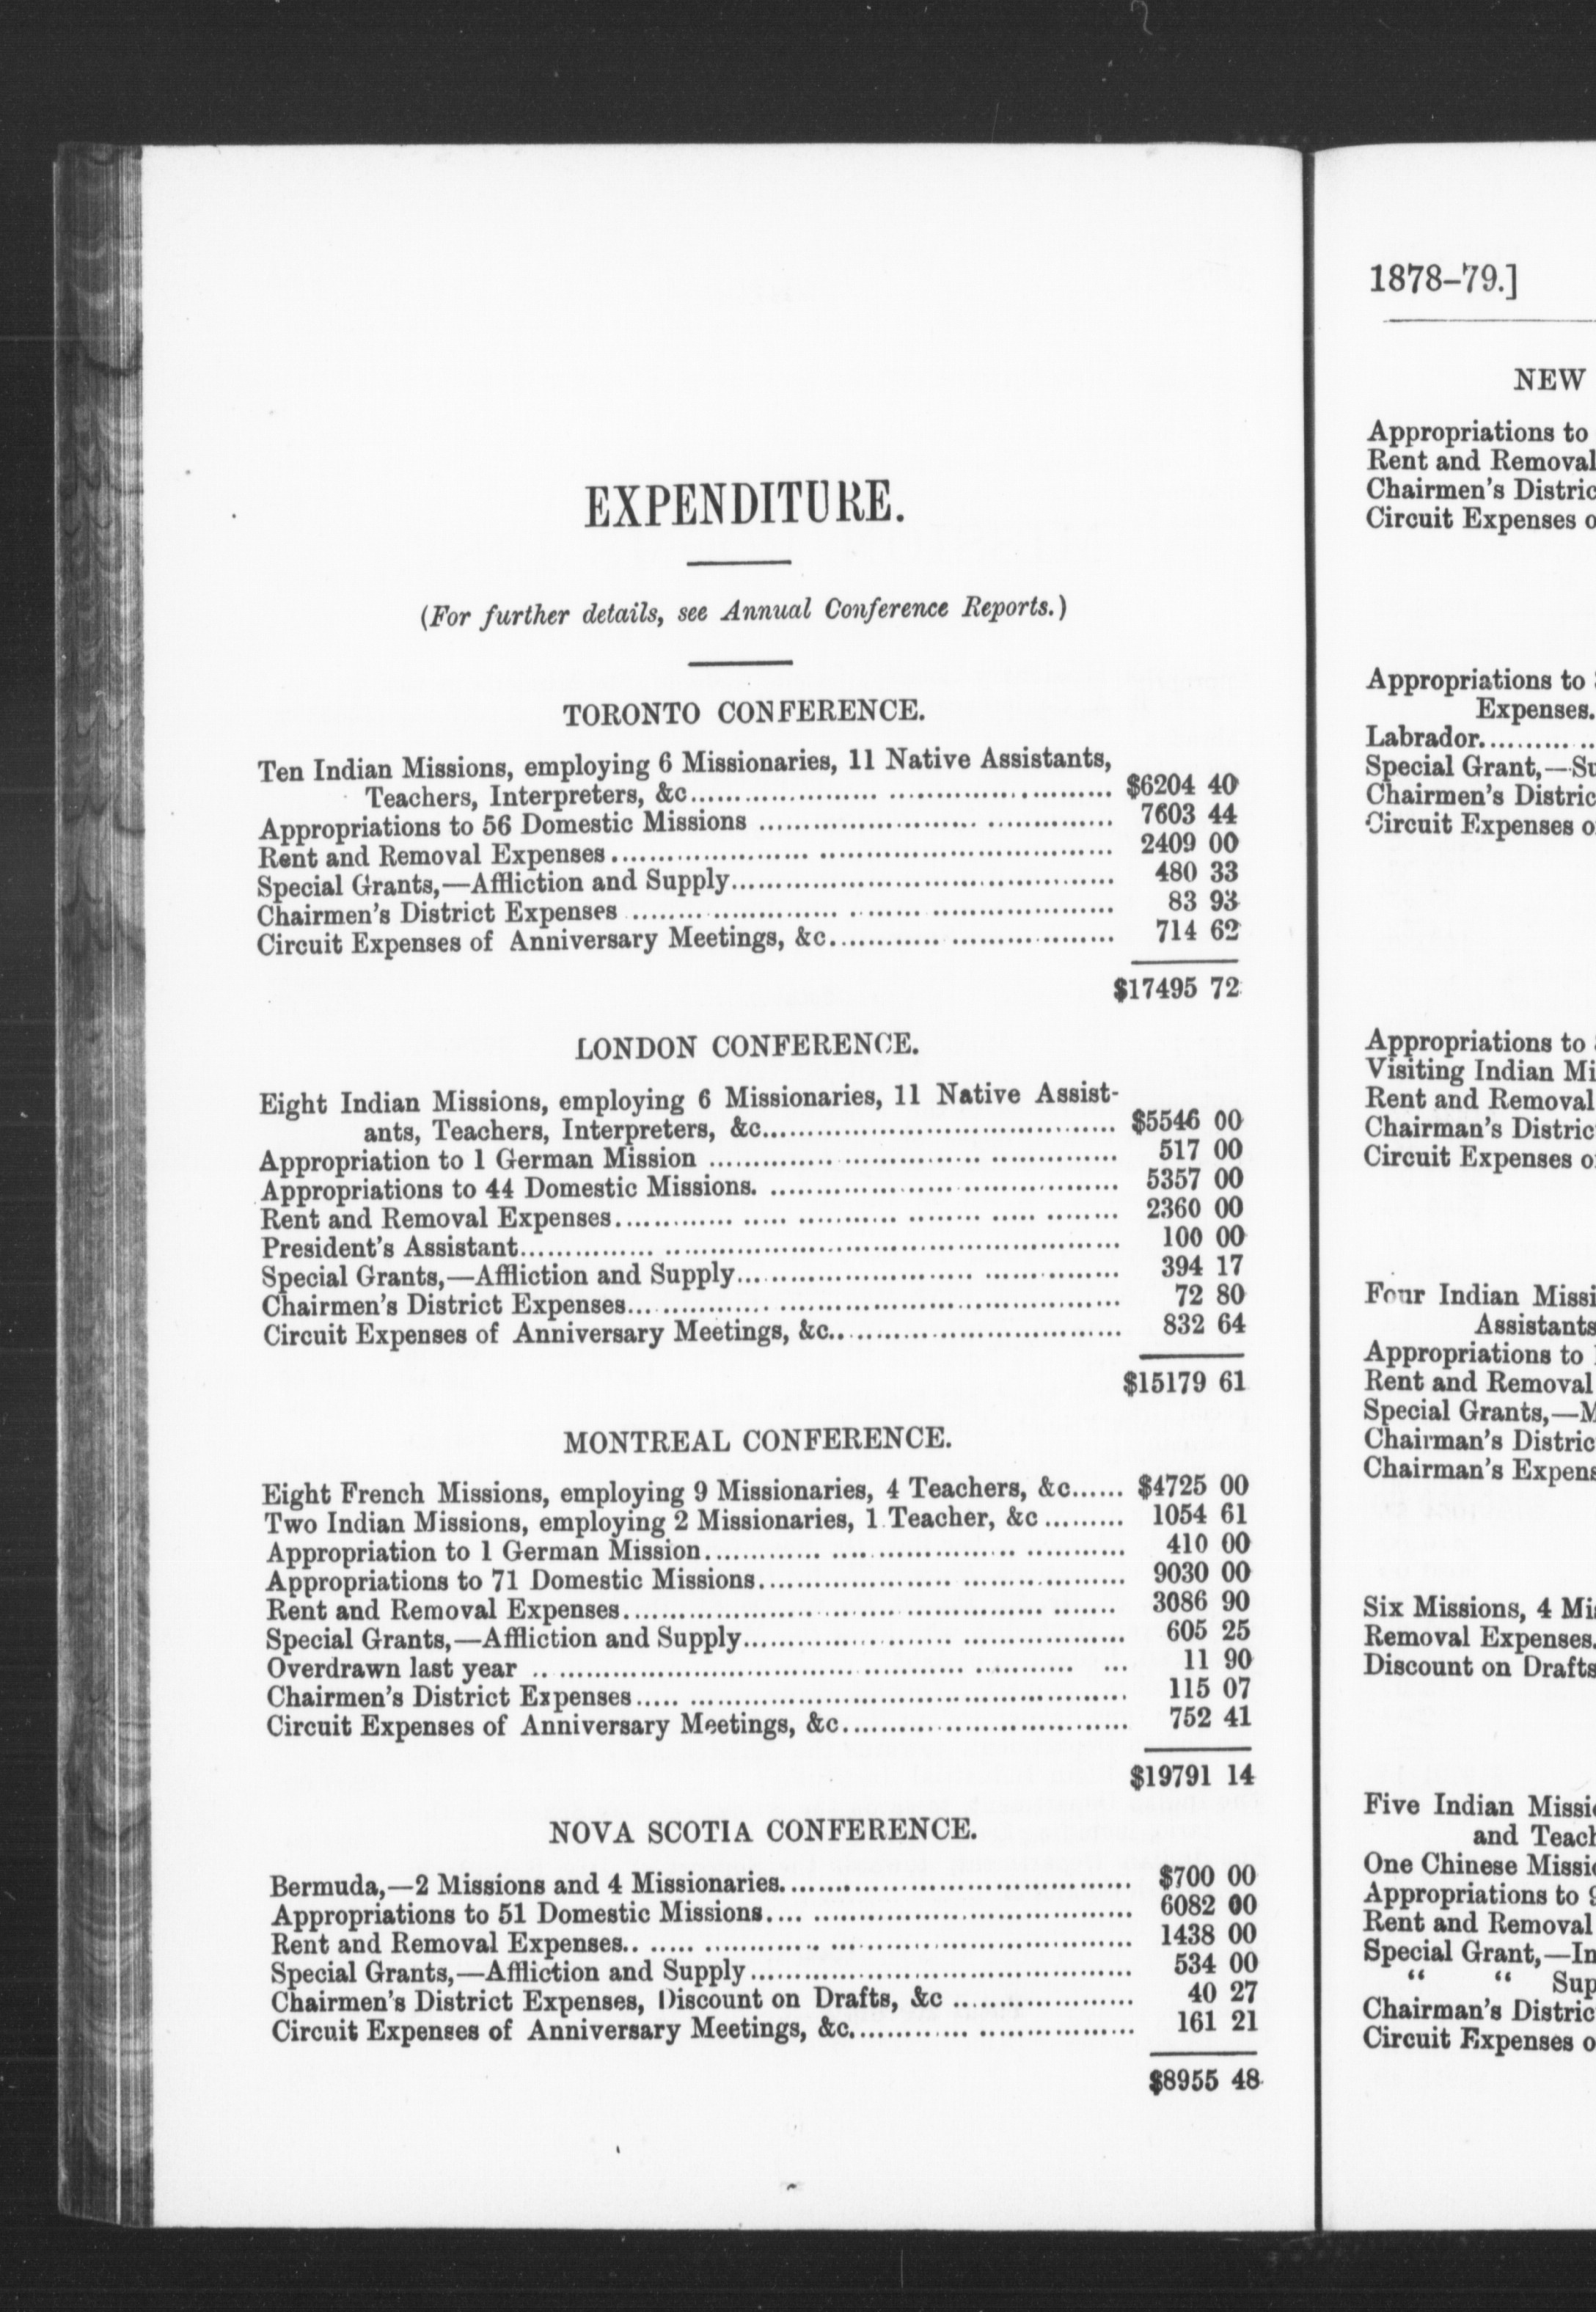 EXPENDITURE.
(For further details, see Annual Conference Reports.)
TORONTO CONFERENCE.
Ten Indian Missions, employing 6 Missionaries, 11 Native Assistants,
Teachers, Interpreters, &c........ $6204 40
Appropriations to 56 Domestic Missions ........ 7603 44
Rent and Removal Expenses........ 2409 00
Special Grants,—Affliction and Supply........ 480 33
Chairmen's District Expenses ........ 83 93
Circuit Expenses of Anniversary Meetings, &c........ 714 62
$17495 72
LONDON CONFERENCE.
Eight Indian Missions, employing 6 Missionaries, 11 Native Assist-
ants, Teachers, Interpreters, &c........ $5546 00
Appropriation to 1 German Mission ........ 517 00
Appropriations to 44 Domestic Missions. ........ 5357 00
Rent and Removal Expenses........ 2360 00
President's Assistant........ 100 00
Special Grants,—Affliction and Supply........ 394 17
Chairmen's District Expenses........ 72 80
Circuit Expenses of Anniversary Meetings, &c........ 832 64
$15179 61
MONTREAL CONFERENCE.
Eight French Missions, employing 9 Missionaries, 4 Teachers, &c...... $4725 00
Two Indian Missions, employing 2 Missionaries, 1 Teacher, &c ......... 1054 61
Appropriation to 1 German Mission........ 410 00
Appropriations to 71 Domestic Missions........ 9030 00
Rent and Removal Expenses........ 3086 90
Special Grants,—Affliction and Supply........ 605 25
Overdrawn last year ........ 11 90
Chairmen's District Expenses........ 115 07
Circuit Expenses of Anniversary Meetings, &c........ 752 41
$19791 14
NOVA SCOTIA CONFERENCE.
Bermuda,—2 Missions and 4 Missionaries........ $700 00
Appropriations to 51 Domestic Missions........ 6082 00
Rent and Removal Expenses........ 1438 00
Special Grants,—Affliction and Supply........ 534 00
Chairmen's District Expenses, Discount on Drafts, &c ........ 40 27
Circuit Expenses of Anniversary Meetings, &c........ 161 21
$8955 48
1878-79.]
NEW
Appropriations to
Rent and Removal
Chairmen's Distric
Circuit Expenses o
Appropriations to
Expenses.
Labrador........
Special Grant,—Su
Chairmen's Distric
Circuit Expenses o
Appropriations to
Visiting Indian Mi
Rent and Removal
Chairman's Distric
Circuit Expenses o
Four Indian Missi
Assistants
Appropriations to
Rent and Removal
Special Grants,—M
Chairman's Distric
Chairman's Expens
Six Missions, 4 Mis
Removal Expenses.
Discount on Drafts
Five Indian Missi
and Teach
One Chinese Missi
Appropriations to 9
Rent and Removal
Special Grant,—In
" " Sup
Chairman's Distric
Circuit Expenses o